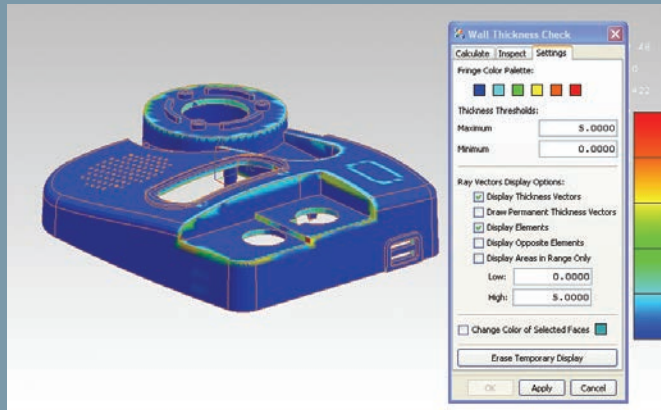 Wall Thickness Check
Calculate Inspect Settings
Fringe Color Palette:
Thickness Thresholds:
Maximum 5.0000
Minimum 0.0000
Ray Vectors Display Options:
Display Thickness Vectors
Draw Permanent Thickness Vectors
Display Elements
Display Opposite Elements
Display Areas in Range Only
Low: 0.0000
High: 5.0000
Change Color of Selected Faces
Erase Temporary Display
OK Apply Cancel